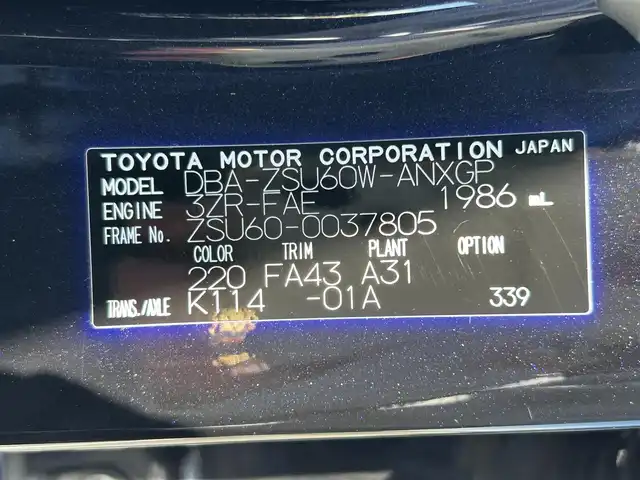 TOYOTA MOTOR CORPORATION JAPAN
MODEL DBA-ZSU60W-ANXGP
ENGINE 3ZR-FAE 1986 mL
FRAME No. ZSU60-0037805
COLOR TRIM PLANT OPTION
220 FA43 A31
TRANS./AXLE K114 -01A 339